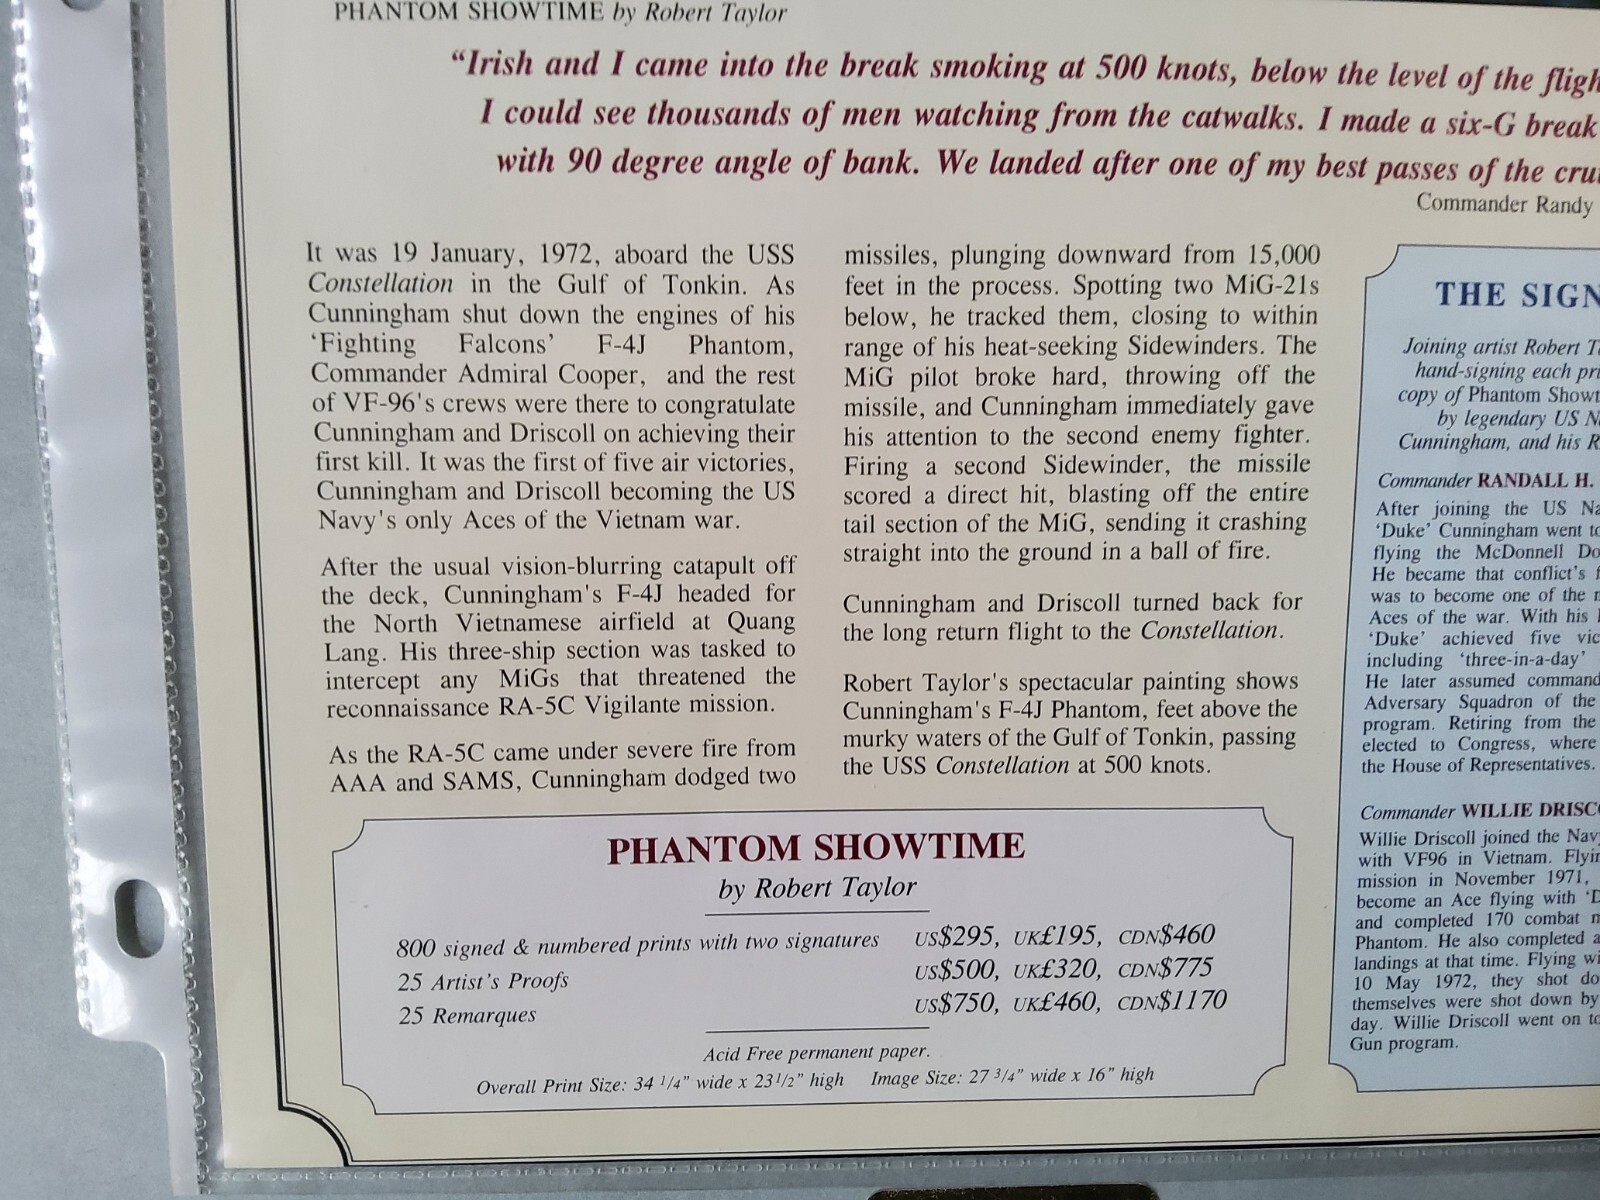 PHANTOM SHOWTIME by Robert Taylor
“Irish and I came into the break smoking at 500 knots, below the level of the
I could see thousands of men watching from the catwalks. I made a six-G break
with 90 degree angle of bank. We landed after one of my best passes of the
Commander Randy
It was 19 January, 1972, aboard the USS
Constellation in the Gulf of Tonkin. As
Cunningham shut down the engines of his
‘Fighting Falcons’ F-4J Phantom,
Commander Admiral Cooper, and the rest
of VF-96's crews were there to congratulate
Cunningham and Driscoll on achieving their
first kill. It was the first of five air victories,
Cunningham and Driscoll becoming the US
Navy's only Aces of the Vietnam war.
After the usual vision-blurring catapult off
the deck, Cunningham's F-4J headed for
the North Vietnamese airfield at Quang
Lang. His three-ship section was tasked to
intercept any MiGs that threatened the
reconnaissance RA-5C Vigilante mission.
As the RA-5C came under severe fire from
AAA and SAMS, Cunningham dodged two
missiles, plunging downward from 15,000
feet in the process. Spotting two MiG-21s
below, he tracked them, closing to within
range of his heat-seeking Sidewinders. The
MiG pilot broke hard, throwing off the
missile, and Cunningham immediately gave
his attention to the second enemy fighter.
Firing a second Sidewinder, the missile
scored a direct hit, blasting off the entire
tail section of the MiG, sending it crashing
straight into the ground in a ball of fire.
Cunningham and Driscoll turned back for
the long return flight to the Constellation.
Robert Taylor's spectacular painting shows
Cunningham's F-4J Phantom, feet above the
murky waters of the Gulf of Tonkin, passing
the USS Constellation at 500 knots.
PHANTOM SHOWTIME
by Robert Taylor
800 signed & numbered prints with two signatures US$295, UK£195, CDN$460
25 Artist's Proofs US$500, UK£320, CDN$775
25 Remarques US$750, UK£460, CDN$1170
Acid Free permanent paper.
Overall Print Size: 34 1/4” wide x 23 1/2” high Image Size: 27 3/4” wide x 16” high
THE
Joining artist Robert
hand-signing each
copy of Phantom
by legendary US
Cunningham, and his
Commander RANDALL H.
After joining the US
‘Duke’ Cunningham went
flying the McDonnell
He became that conflict's
was to become one of the
Aces of the war. With his
‘Duke’ achieved five
including ‘three-in-a-day’
He later assumed
Adversary Squadron of the
program. Retiring from the
elected to Congress, where
the House of Representatives.
Commander WILLIE
Willie Driscoll joined the
with VF96 in Vietnam.
mission in November 1971,
become an Ace flying with
and completed 170 combat
Phantom. He also completed
landings at that time. Flying
10 May 1972, they shot
themselves were shot down by
day. Willie Driscoll went on
Gun program.